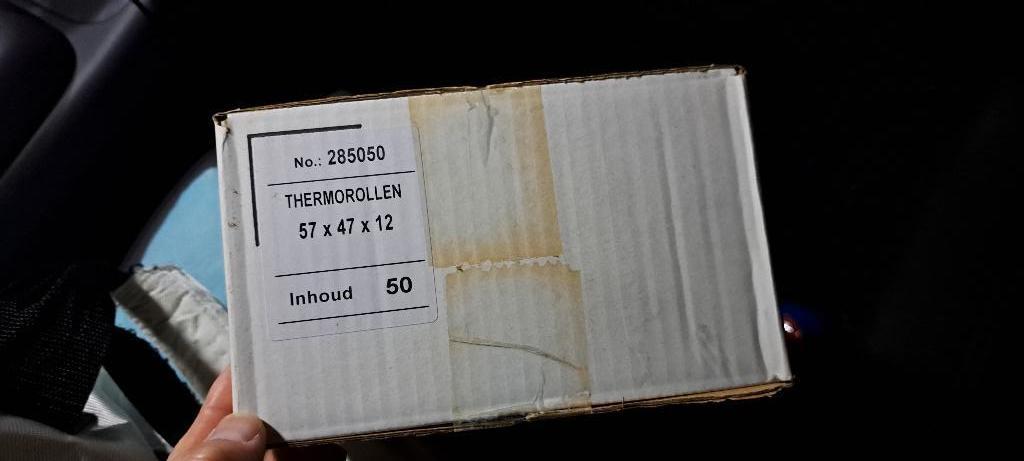 No.: 285050
THERMOROLLEN
57 x 47 x 12
Inhoud 50